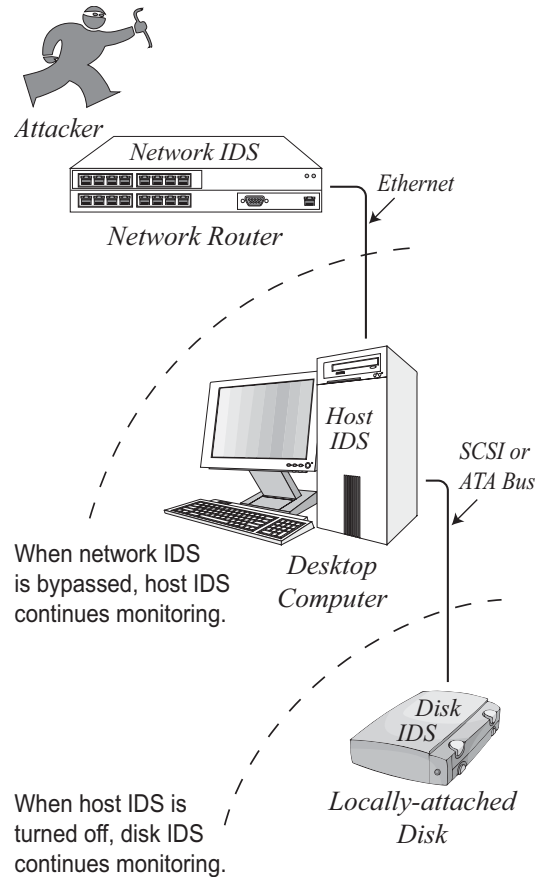 Attacker
Network IDS
Ethernet
Network Router
Host
IDS
SCSI or
ATA Bus
When network IDS
is bypassed, host IDS
continues monitoring.
Desktop
Computer
Disk
IDS
Locally-attached
Disk
When host IDS is
turned off, disk IDS
continues monitoring.